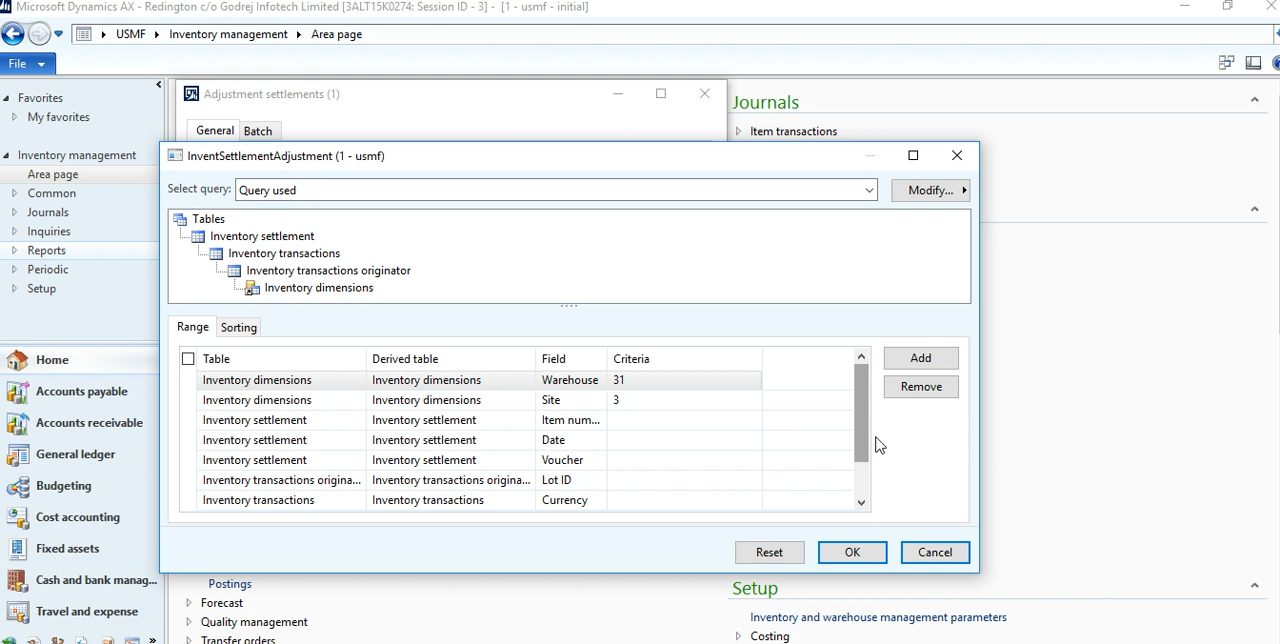 Microsoft Dynamics AX - Redington c/o Godrej Infotech Limited [3ALT15K0274: Session ID - 3] - [1 - usmf - initial]
USMF Inventory management Area page
File
Favorites
My favorites
Inventory management
Area page
Common
Journals
Inquiries
Reports
Periodic
Setup
Home
Accounts payable
Accounts receivable
General ledger
Budgeting
Cost accounting
Fixed assets
Cash and bank manag...
Travel and expense
Adjustment settlements (1)
General Batch
Journals
Item transactions
InventSettlementAdjustment (1 - usmf)
Select query: Query used Modify...
Tables
Inventory settlement
Inventory transactions
Inventory transactions originator
Inventory dimensions
Range Sorting
Table Derived table Field Criteria
Inventory dimensions Inventory dimensions Warehouse 31
Inventory dimensions Inventory dimensions Site 3
Inventory settlement Inventory settlement Item num...
Inventory settlement Inventory settlement Date
Inventory settlement Inventory settlement Voucher
Inventory transactions origina... Inventory transactions origina... Lot ID
Inventory transactions Inventory transactions Currency
Add
Remove
Reset OK Cancel
Postings
Forecast
Quality management
Transfer orders
Setup
Inventory and warehouse management parameters
Costing